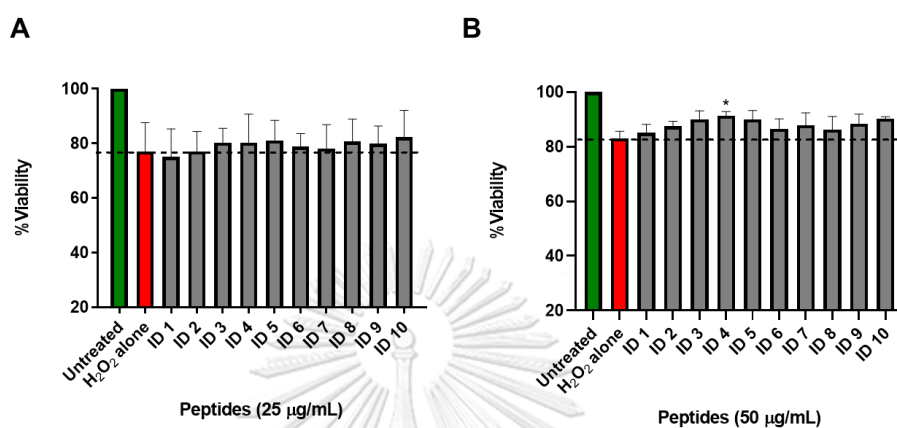 A
% Viability
100
80
60
40
20
Untreated
H₂O₂ alone
ID 1
ID 2
ID 3
ID 4
ID 5
ID 6
ID 7
ID 8
ID 9
ID 10
Peptides (25 µg/mL)
B
% Viability
100
80
60
40
20
*
Untreated
H₂O₂ alone
ID 1
ID 2
ID 3
ID 4
ID 5
ID 6
ID 7
ID 8
ID 9
ID 10
Peptides (50 µg/mL)